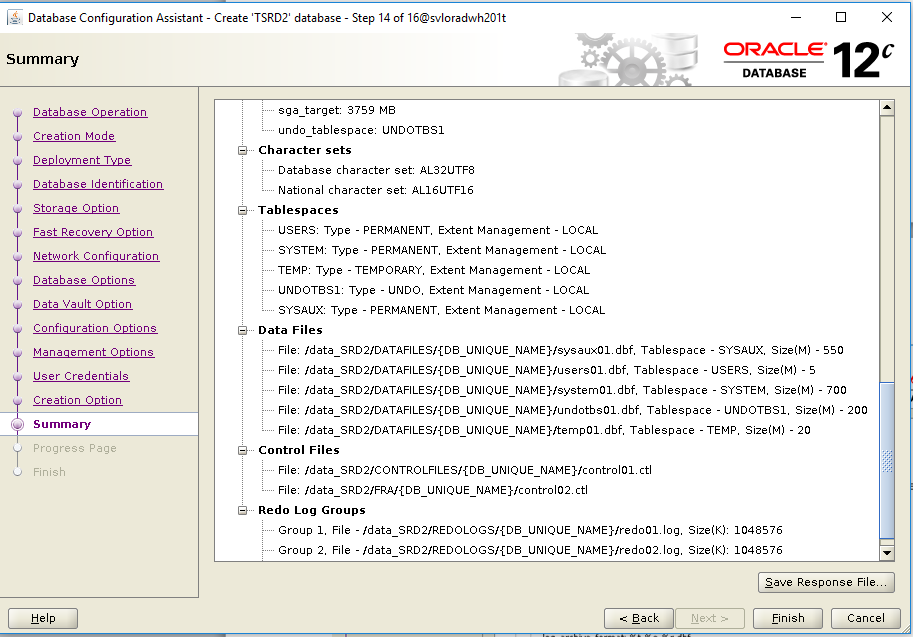 Database Configuration Assistant - Create 'TSRD2' database - Step 14 of 16@svloradwh201t
Summary
ORACLE
DATABASE
12c
Database Operation
Creation Mode
Deployment Type
Database Identification
Storage Option
Fast Recovery Option
Network Configuration
Database Options
Data Vault Option
Configuration Options
Management Options
User Credentials
Creation Option
Summary
Progress Page
Finish
sga_target: 3759 MB
undo_tablespace: UNDOTBS1
Character sets
Database character set: AL32UTF8
National character set: AL16UTF16
Tablespaces
USERS: Type - PERMANENT, Extent Management - LOCAL
SYSTEM: Type - PERMANENT, Extent Management - LOCAL
TEMP: Type - TEMPORARY, Extent Management - LOCAL
UNDOTBS1: Type - UNDO, Extent Management - LOCAL
SYSAUX: Type - PERMANENT, Extent Management - LOCAL
Data Files
File: /data_SRD2/DATAFILES/{DB_UNIQUE_NAME}/sysaux01.dbf, Tablespace - SYSAUX, Size(M) - 550
File: /data_SRD2/DATAFILES/{DB_UNIQUE_NAME}/users01.dbf, Tablespace - USERS, Size(M) - 5
File: /data_SRD2/DATAFILES/{DB_UNIQUE_NAME}/system01.dbf, Tablespace - SYSTEM, Size(M) - 700
File: /data_SRD2/DATAFILES/{DB_UNIQUE_NAME}/undotbs01.dbf, Tablespace - UNDOTBS1, Size(M) - 200
File: /data_SRD2/DATAFILES/{DB_UNIQUE_NAME}/temp01.dbf, Tablespace - TEMP, Size(M) - 20
Control Files
File: /data_SRD2/CONTROLFILES/{DB_UNIQUE_NAME}/control01.ctl
File: /data_SRD2/FRA/{DB_UNIQUE_NAME}/control02.ctl
Redo Log Groups
Group 1, File - /data_SRD2/REDOLOGS/{DB_UNIQUE_NAME}/redo01.log, Size(K): 1048576
Group 2, File - /data_SRD2/REDOLOGS/{DB_UNIQUE_NAME}/redo02.log, Size(K): 1048576
Save Response File...
Help
< Back
Next >
Finish
Cancel